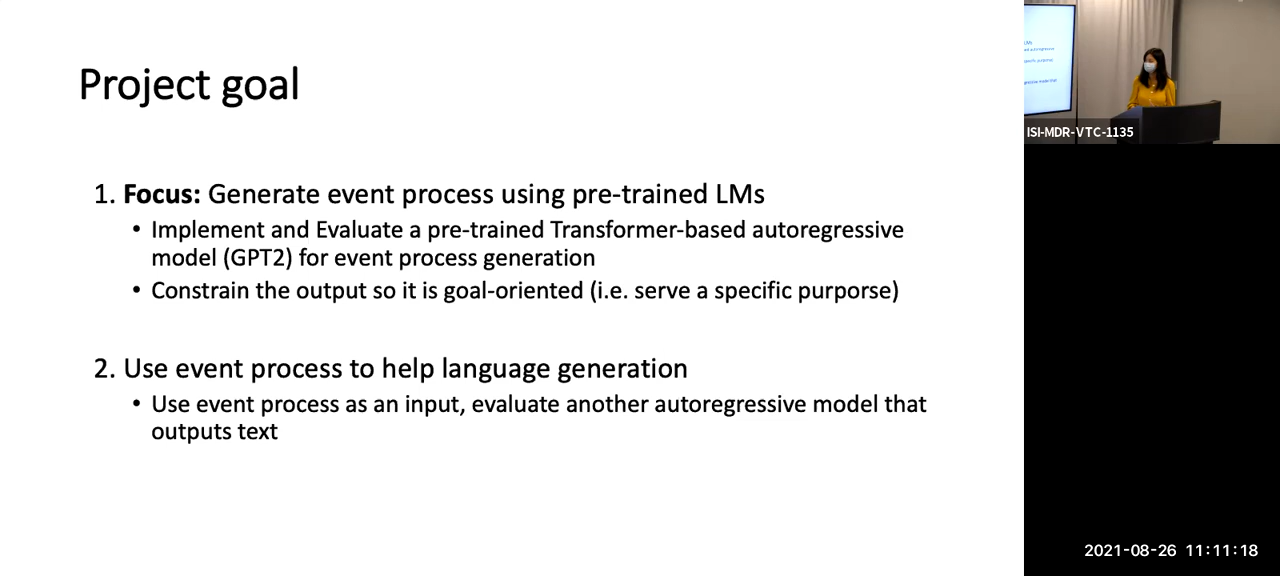 Project goal
1. Focus: Generate event process using pre-trained LMs
• Implement and Evaluate a pre-trained Transformer-based autoregressive
model (GPT2) for event process generation
• Constrain the output so it is goal-oriented (i.e. serve a specific purporse)
2. Use event process to help language generation
• Use event process as an input, evaluate another autoregressive model that
outputs text
ISI-MDR-VTC-1135
2021-08-26 11:11:18